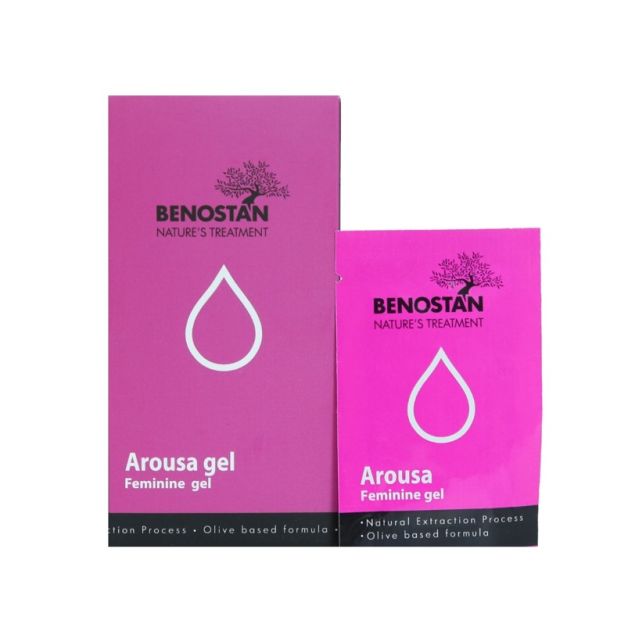 BENOSTAN
NATURE'S TREATMENT
Arousa gel
Feminine gel
Process • Olive based formula •
BENOSTAN
NATURE'S TREATMENT
Arousa
Feminine gel
•Natural Extraction Process
•Olive based formula